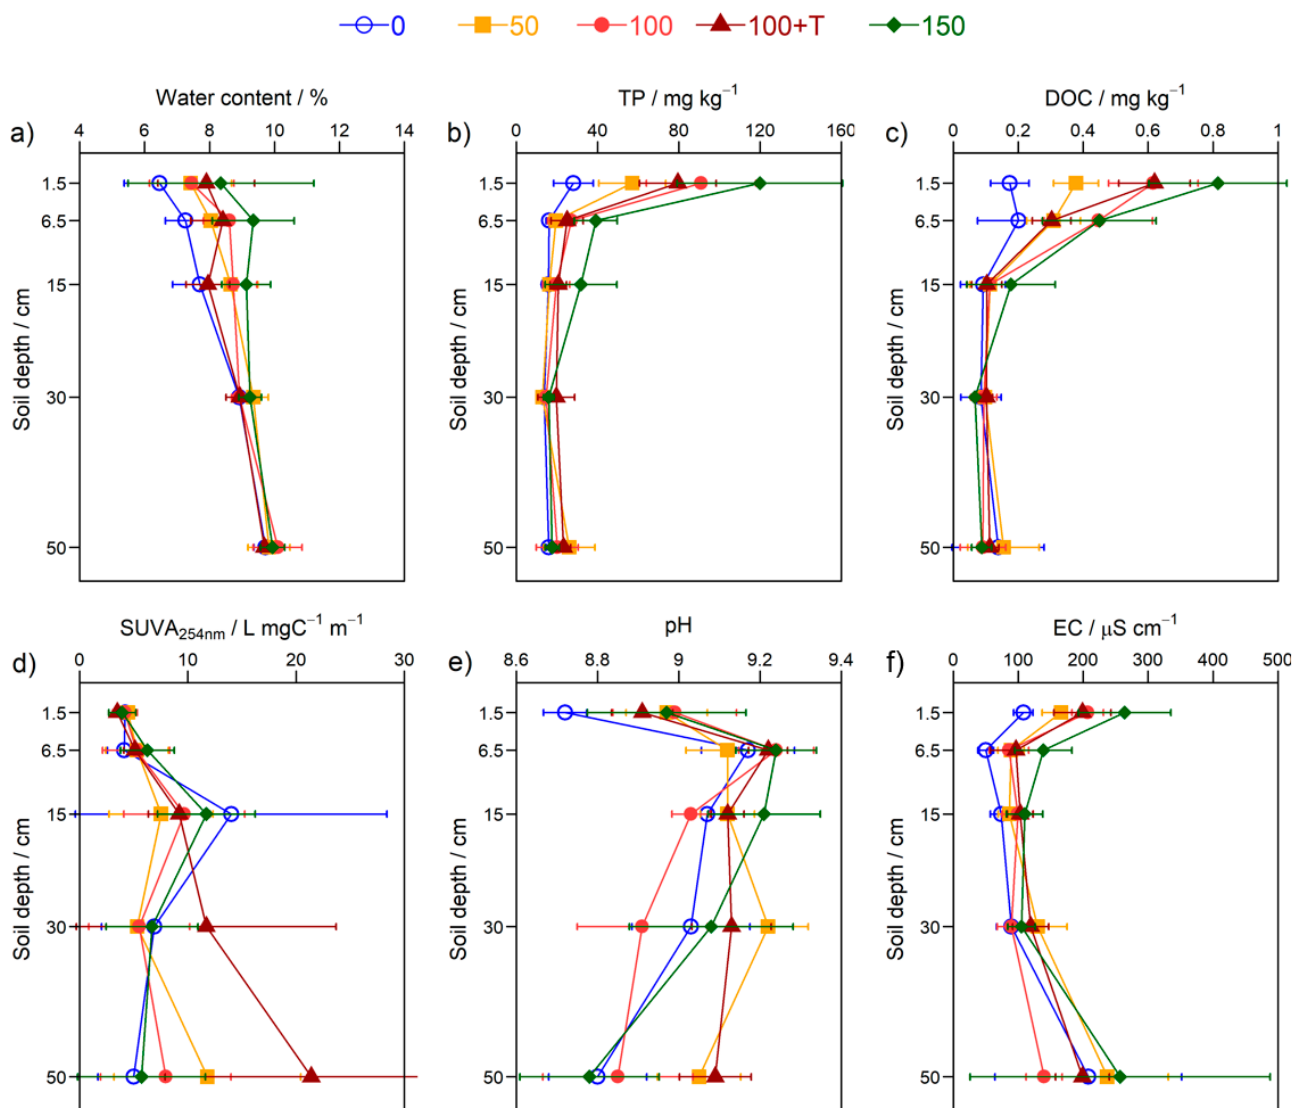 0 50 100 100+T 150
Water content / % TP / mg kg⁻¹ DOC / mg kg⁻¹
a) 4 6 8 10 12 14 b) 0 40 80 120 160 c) 0 0.2 0.4 0.6 0.8 1
1.5 1.5 1.5
6.5 6.5 6.5
15 15 15
30 30 30
50 50 50
Soil depth / cm Soil depth / cm Soil depth / cm
SUVA₂₅₄nm / L mgC⁻¹ m⁻¹ pH EC / μS cm⁻¹
d) 0 10 20 30 e) 8.6 8.8 9 9.2 9.4 f) 0 100 200 300 400 500
1.5 1.5 1.5
6.5 6.5 6.5
15 15 15
30 30 30
50 50 50
Soil depth / cm Soil depth / cm Soil depth / cm